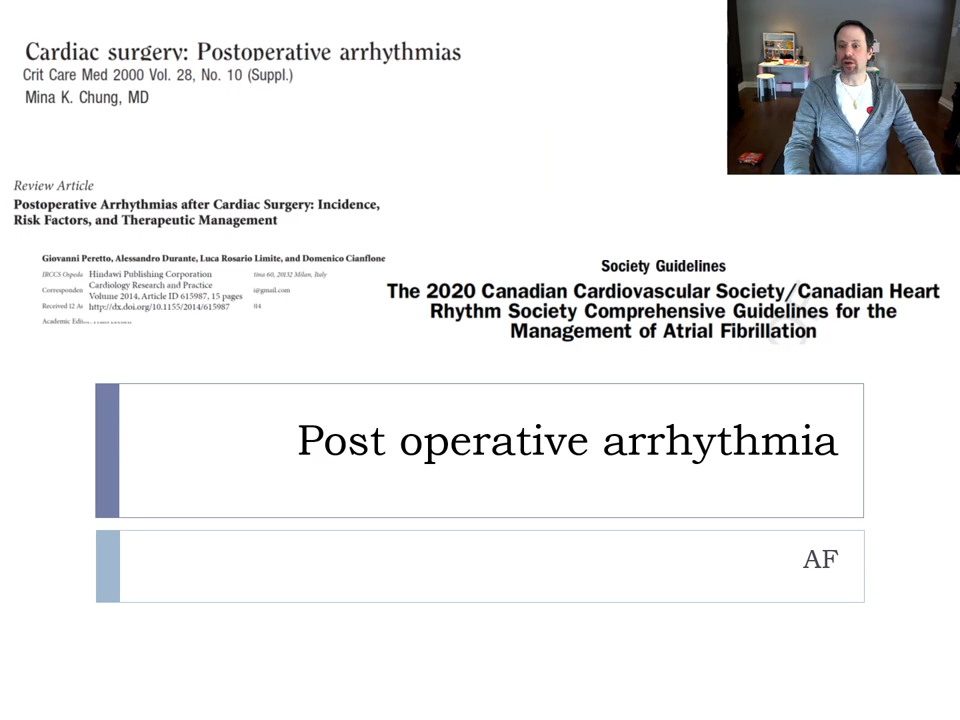 Cardiac surgery: Postoperative arrhythmias
Crit Care Med 2000 Vol. 28, No. 10 (Suppl.)
Mina K. Chung, MD
Review Article
Postoperative Arrhythmias after Cardiac Surgery: Incidence,
Risk Factors, and Therapeutic Management
Giovanni Peretto, Alessandro Durante, Luca Rosario Limite, and Domenico Cianflone
IRCCS Hindawi Publishing Corporation 20132 Milan, Italy
Cardiology Research and Practice
Volume 2014, Article ID 615987, 15 pages
http://dx.doi.org/10.1155/2014/615987
Society Guidelines
The 2020 Canadian Cardiovascular Society/Canadian Heart
Rhythm Society Comprehensive Guidelines for the
Management of Atrial Fibrillation
Post operative arrhythmia
AF